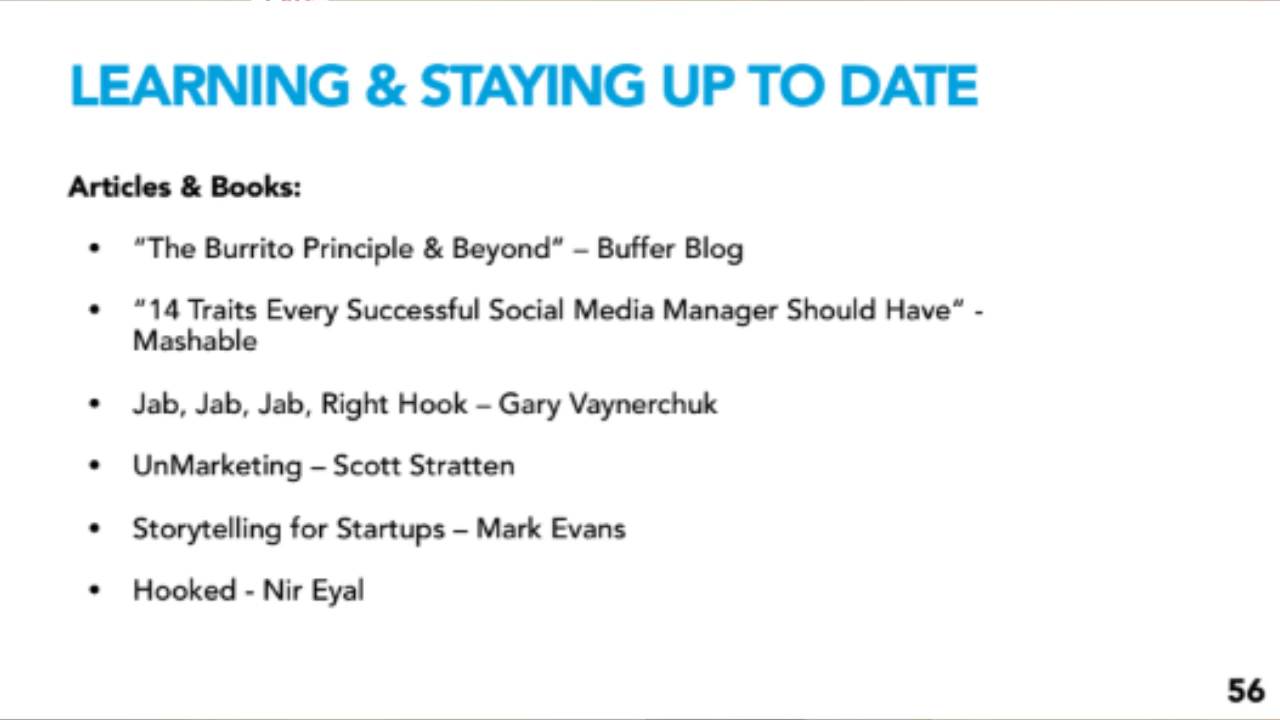 LEARNING & STAYING UP TO DATE
Articles & Books:
• “The Burrito Principle & Beyond” – Buffer Blog
• “14 Traits Every Successful Social Media Manager Should Have” -
Mashable
• Jab, Jab, Jab, Right Hook – Gary Vaynerchuk
• UnMarketing – Scott Stratten
• Storytelling for Startups – Mark Evans
• Hooked - Nir Eyal
56